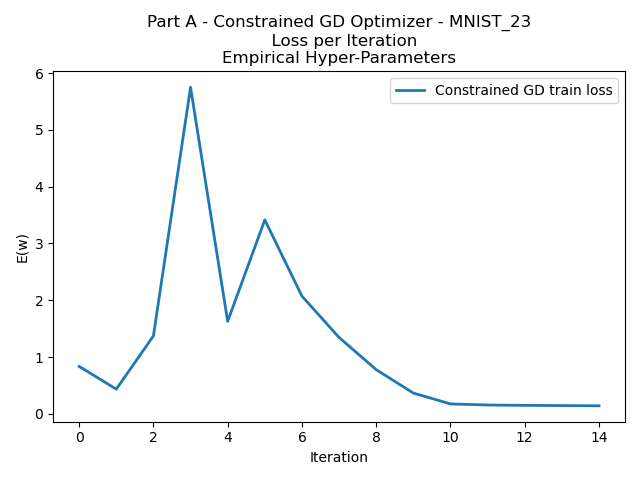 Part A - Constrained GD Optimizer - MNIST_23
Loss per Iteration
Empirical Hyper-Parameters
Constrained GD train loss
E(w)
6
5
4
3
2
1
0
0 2 4 6 8 10 12 14
Iteration